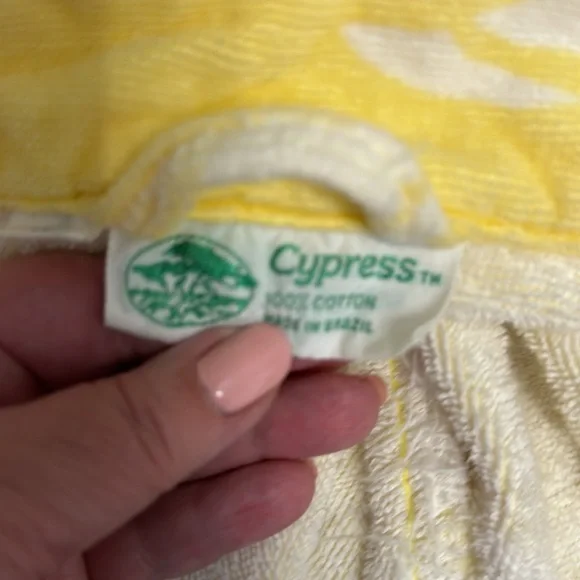 Cypress™
100% COTTON
MADE IN BRAZIL